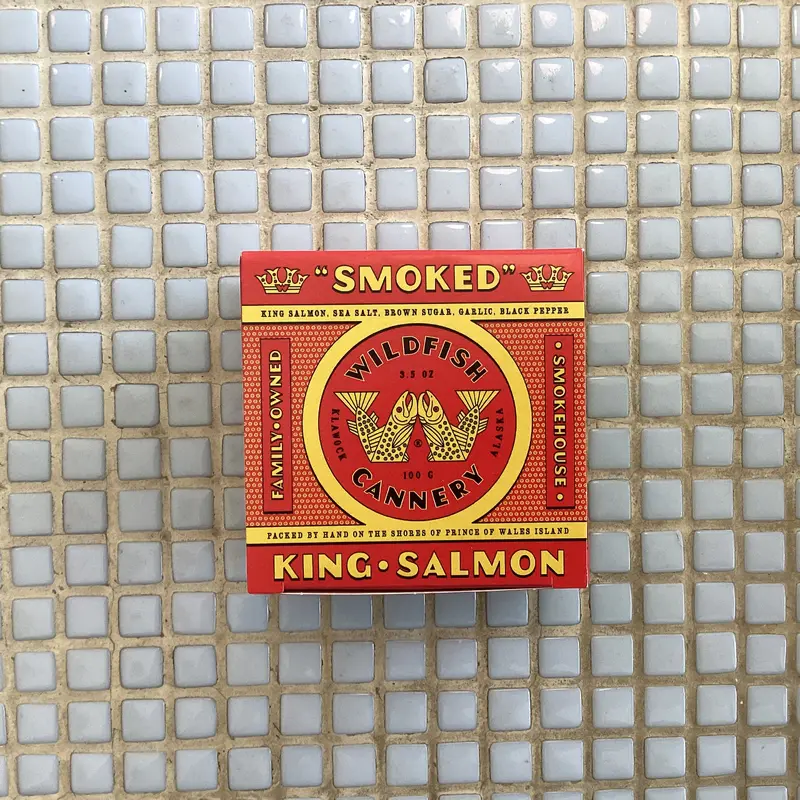 "SMOKED"
KING SALMON, SEA SALT, BROWN SUGAR, GARLIC, BLACK PEPPER
FAMILY·OWNED
WILDFISH
3.5 OZ
KLAWOCK
ALASKA
®
100 G
CANNERY
·SMOKEHOUSE·
PACKED BY HAND ON THE SHORES OF PRINCE OF WALES ISLAND
KING·SALMON